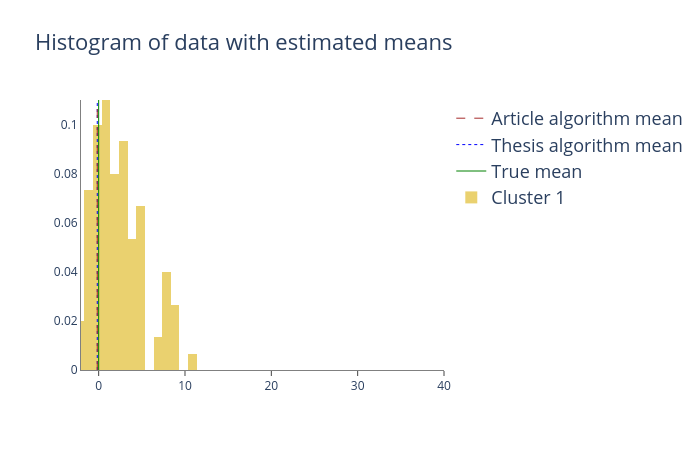 Histogram of data with estimated means
Article algorithm mean
Thesis algorithm mean
True mean
Cluster 1
0.1
0.08
0.06
0.04
0.02
0
0 10 20 30 40